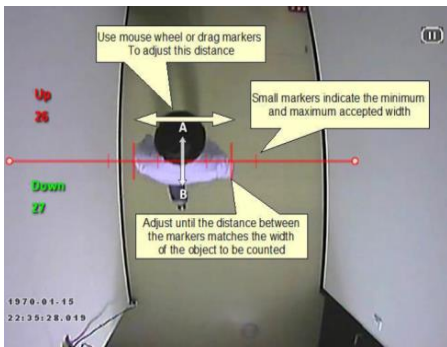 Use mouse wheel or drag markers
To adjust this distance
Up
26
Small markers indicate the minimum
and maximum accepted width
A
B
Down
27
Adjust until the distance between
the markers matches the width
of the object to be counted
1970-01-15
22:35:28.019